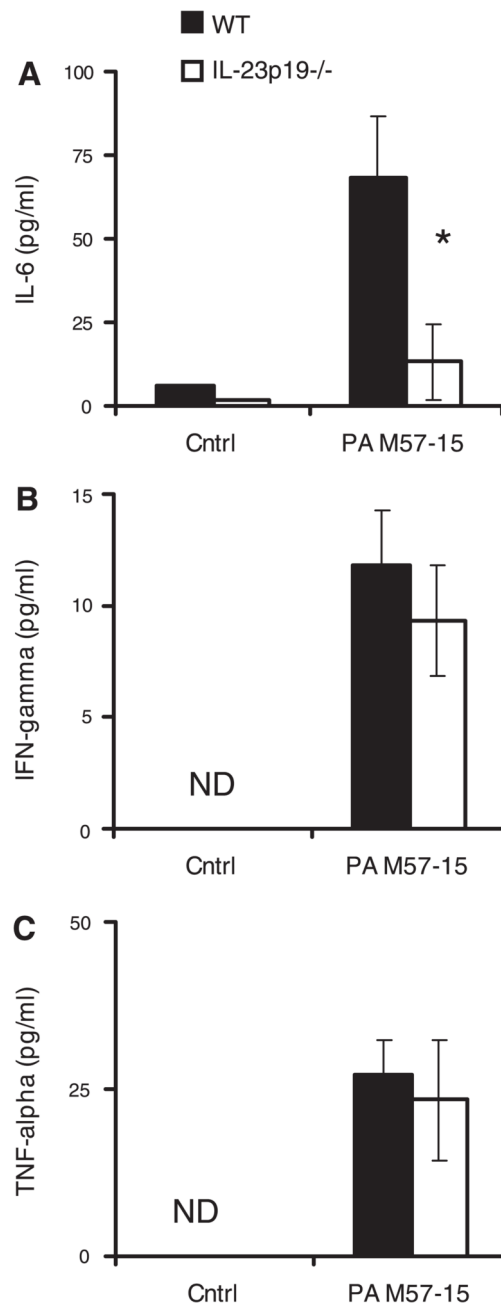 WT
IL-23p19-/-
A
IL-6 (pg/ml)
100
75
50
25
0
*
Cntrl
PA M57-15
B
IFN-gamma (pg/ml)
15
10
5
0
ND
Cntrl
PA M57-15
C
TNF-alpha (pg/ml)
50
25
0
ND
Cntrl
PA M57-15